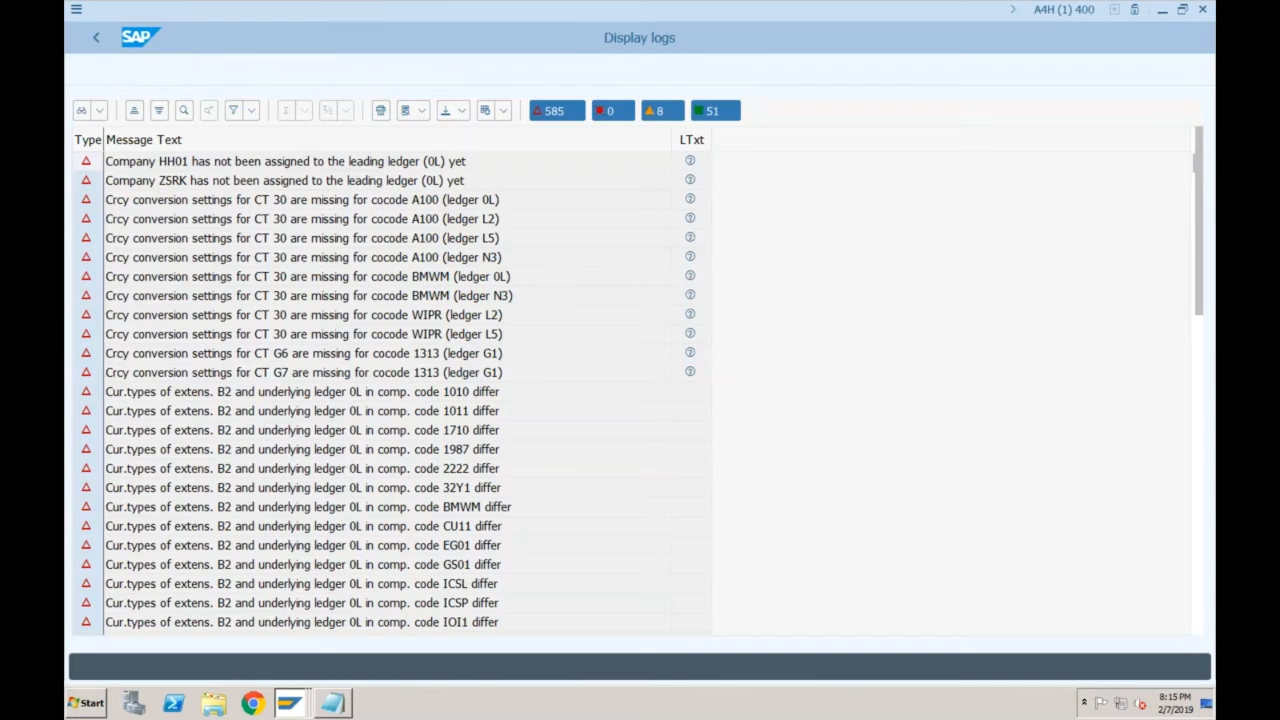 A4H (1) 400
SAP
Display logs
585
0
8
51
Type Message Text LTxt
Company HH01 has not been assigned to the leading ledger (0L) yet
Company ZSRK has not been assigned to the leading ledger (0L) yet
Crcy conversion settings for CT 30 are missing for cocode A100 (ledger 0L)
Crcy conversion settings for CT 30 are missing for cocode A100 (ledger L2)
Crcy conversion settings for CT 30 are missing for cocode A100 (ledger L5)
Crcy conversion settings for CT 30 are missing for cocode A100 (ledger N3)
Crcy conversion settings for CT 30 are missing for cocode BMWM (ledger 0L)
Crcy conversion settings for CT 30 are missing for cocode BMWM (ledger N3)
Crcy conversion settings for CT 30 are missing for cocode WIPR (ledger L2)
Crcy conversion settings for CT 30 are missing for cocode WIPR (ledger L5)
Crcy conversion settings for CT G6 are missing for cocode 1313 (ledger G1)
Crcy conversion settings for CT G7 are missing for cocode 1313 (ledger G1)
Cur.types of extens. B2 and underlying ledger 0L in comp. code 1010 differ
Cur.types of extens. B2 and underlying ledger 0L in comp. code 1011 differ
Cur.types of extens. B2 and underlying ledger 0L in comp. code 1710 differ
Cur.types of extens. B2 and underlying ledger 0L in comp. code 1987 differ
Cur.types of extens. B2 and underlying ledger 0L in comp. code 2222 differ
Cur.types of extens. B2 and underlying ledger 0L in comp. code 32Y1 differ
Cur.types of extens. B2 and underlying ledger 0L in comp. code BMWM differ
Cur.types of extens. B2 and underlying ledger 0L in comp. code CU11 differ
Cur.types of extens. B2 and underlying ledger 0L in comp. code EG01 differ
Cur.types of extens. B2 and underlying ledger 0L in comp. code GS01 differ
Cur.types of extens. B2 and underlying ledger 0L in comp. code ICSL differ
Cur.types of extens. B2 and underlying ledger 0L in comp. code ICSP differ
Cur.types of extens. B2 and underlying ledger 0L in comp. code IOI1 differ
Start
8:15 PM
2/7/2019